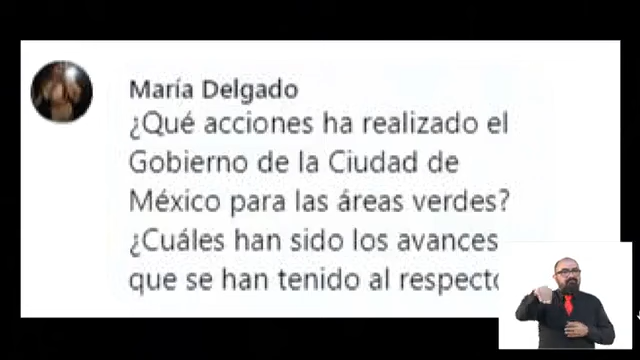 María Delgado
¿Qué acciones ha realizado el
Gobierno de la Ciudad de
México para las áreas verdes?
¿Cuáles han sido los avances
que se han tenido al respecto